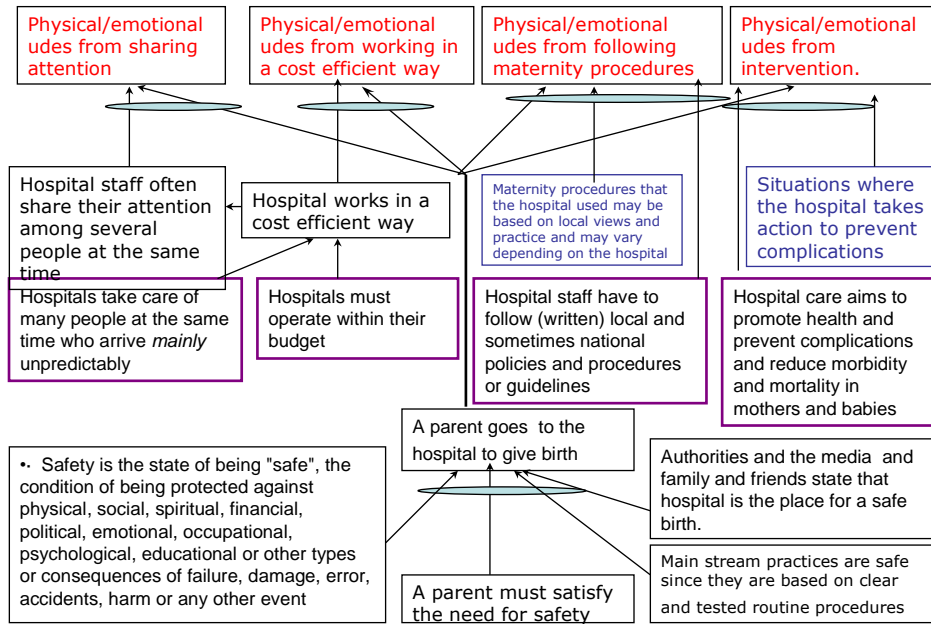 Physical/emotional
udes from sharing
attention
Physical/emotional
udes from working in
a cost efficient way
Physical/emotional
udes from following
maternity procedures
Physical/emotional
udes from
intervention.
Hospital staff often
share their attention
among several
people at the same
time
Hospital works in a
cost efficient way
Maternity procedures that
the hospital used may be
based on local views and
practice and may vary
depending on the hospital
Situations where
the hospital takes
action to prevent
complications
Hospitals take care of
many people at the same
time who arrive mainly
unpredictably
Hospitals must
operate within their
budget
Hospital staff have to
follow (written) local and
sometimes national
policies and procedures
or guidelines
Hospital care aims to
promote health and
prevent complications
and reduce morbidity
and mortality in
mothers and babies
A parent goes to the
hospital to give birth
•· Safety is the state of being "safe", the
condition of being protected against
physical, social, spiritual, financial,
political, emotional, occupational,
psychological, educational or other types
or consequences of failure, damage, error,
accidents, harm or any other event
A parent must satisfy
the need for safety
Authorities and the media and
family and friends state that
hospital is the place for a safe
birth.
Main stream practices are safe
since they are based on clear
and tested routine procedures